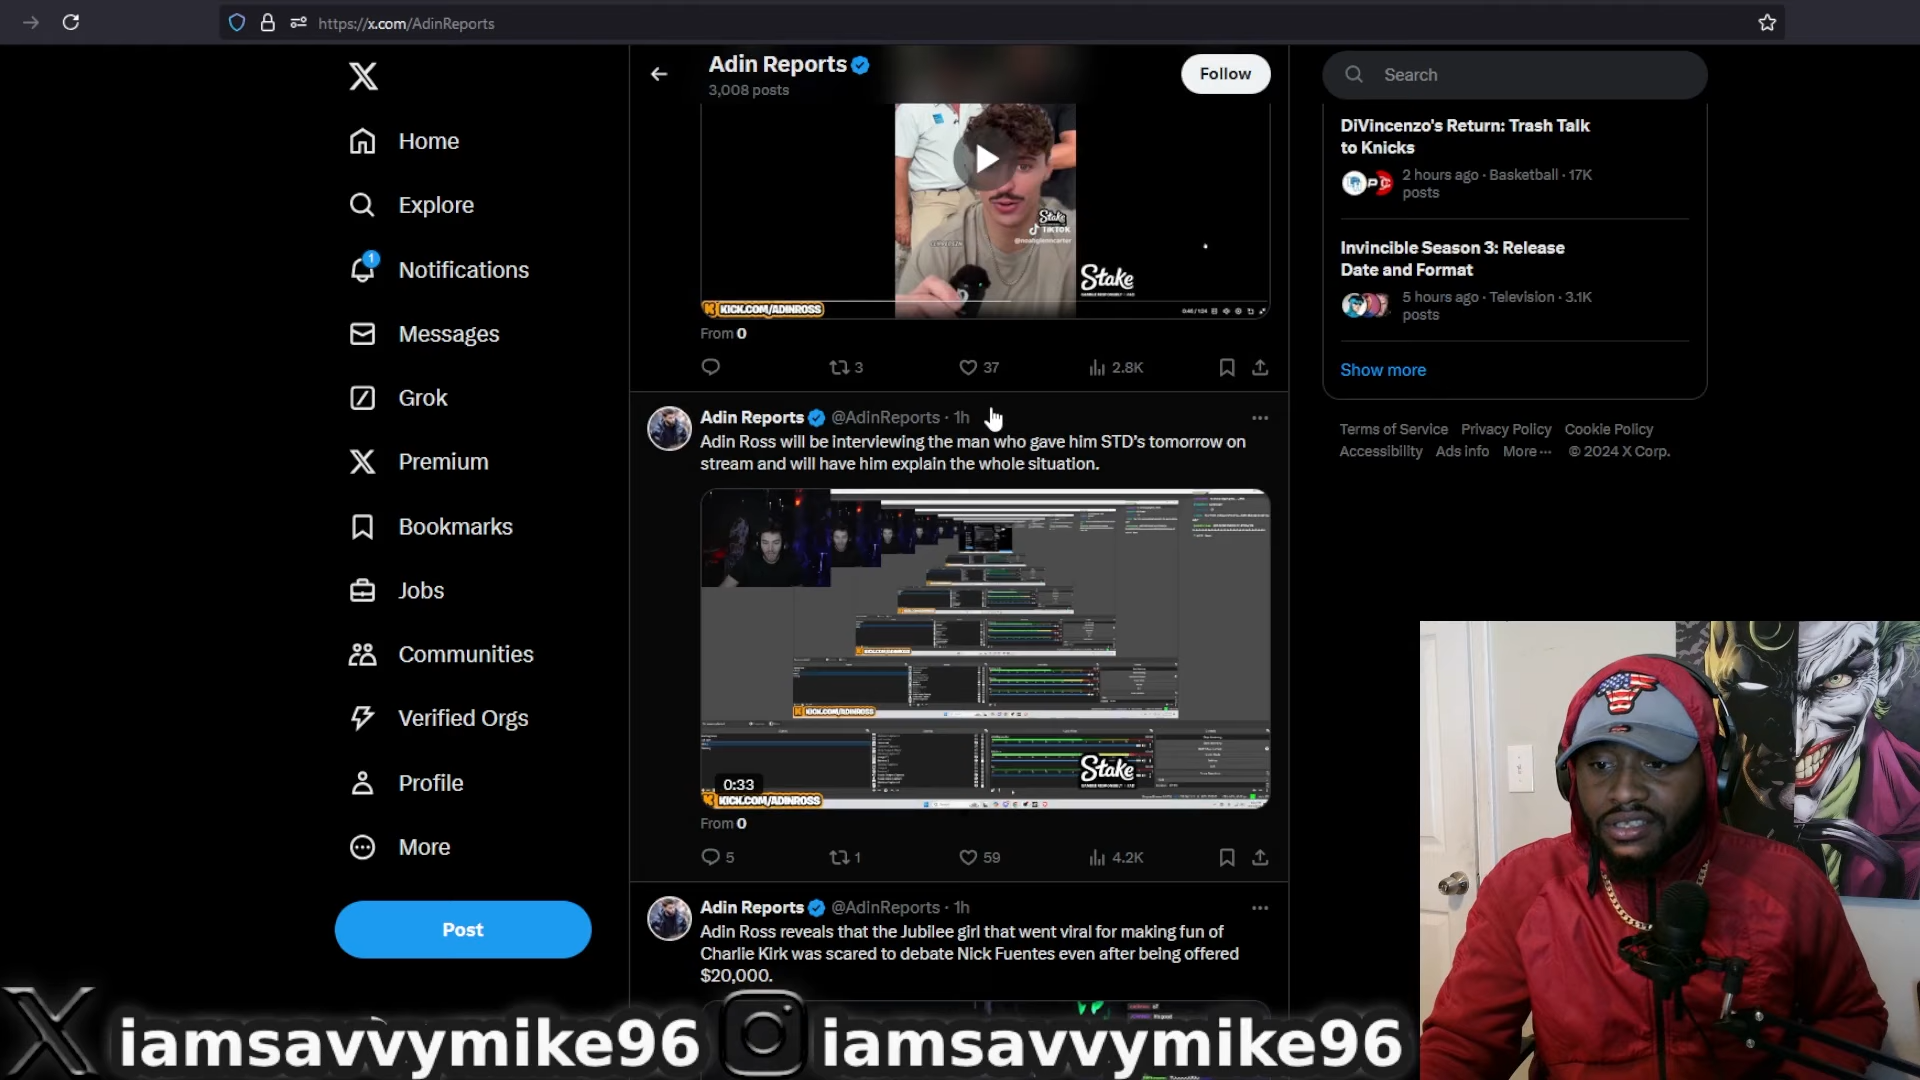 https://x.com/AdinReports
Home
Explore
1
Notifications
Messages
Grok
Premium
Bookmarks
Jobs
Communities
Verified Orgs
Profile
More
Post
Adin Reports
3,008 posts
Follow
Stake
TikTok
Stake
KICK.COM/ADINROSS
From O
3
37
2.8K
Adin Reports @AdinReports · 1h
Adin Ross will be interviewing the man who gave him STD's tomorrow on
stream and will have him explain the whole situation.
KICK.COM/ADINROSS
Stake
0:33
KICK.COM/ADINROSS
From O
5
1
59
4.2K
Adin Reports @AdinReports · 1h
Adin Ross reveals that the Jubilee girl that went viral for making fun of
Charlie Kirk was scared to debate Nick Fuentes even after being offered
$20,000.
Search
DiVincenzo's Return: Trash Talk
to Knicks
2 hours ago · Basketball · 17K
posts
Invincible Season 3: Release
Date and Format
5 hours ago · Television · 3.1K
posts
Show more
Terms of Service Privacy Policy Cookie Policy
Accessibility Ads info More ··· © 2024 X Corp.
iamsavvymike96 iamsavvymike96